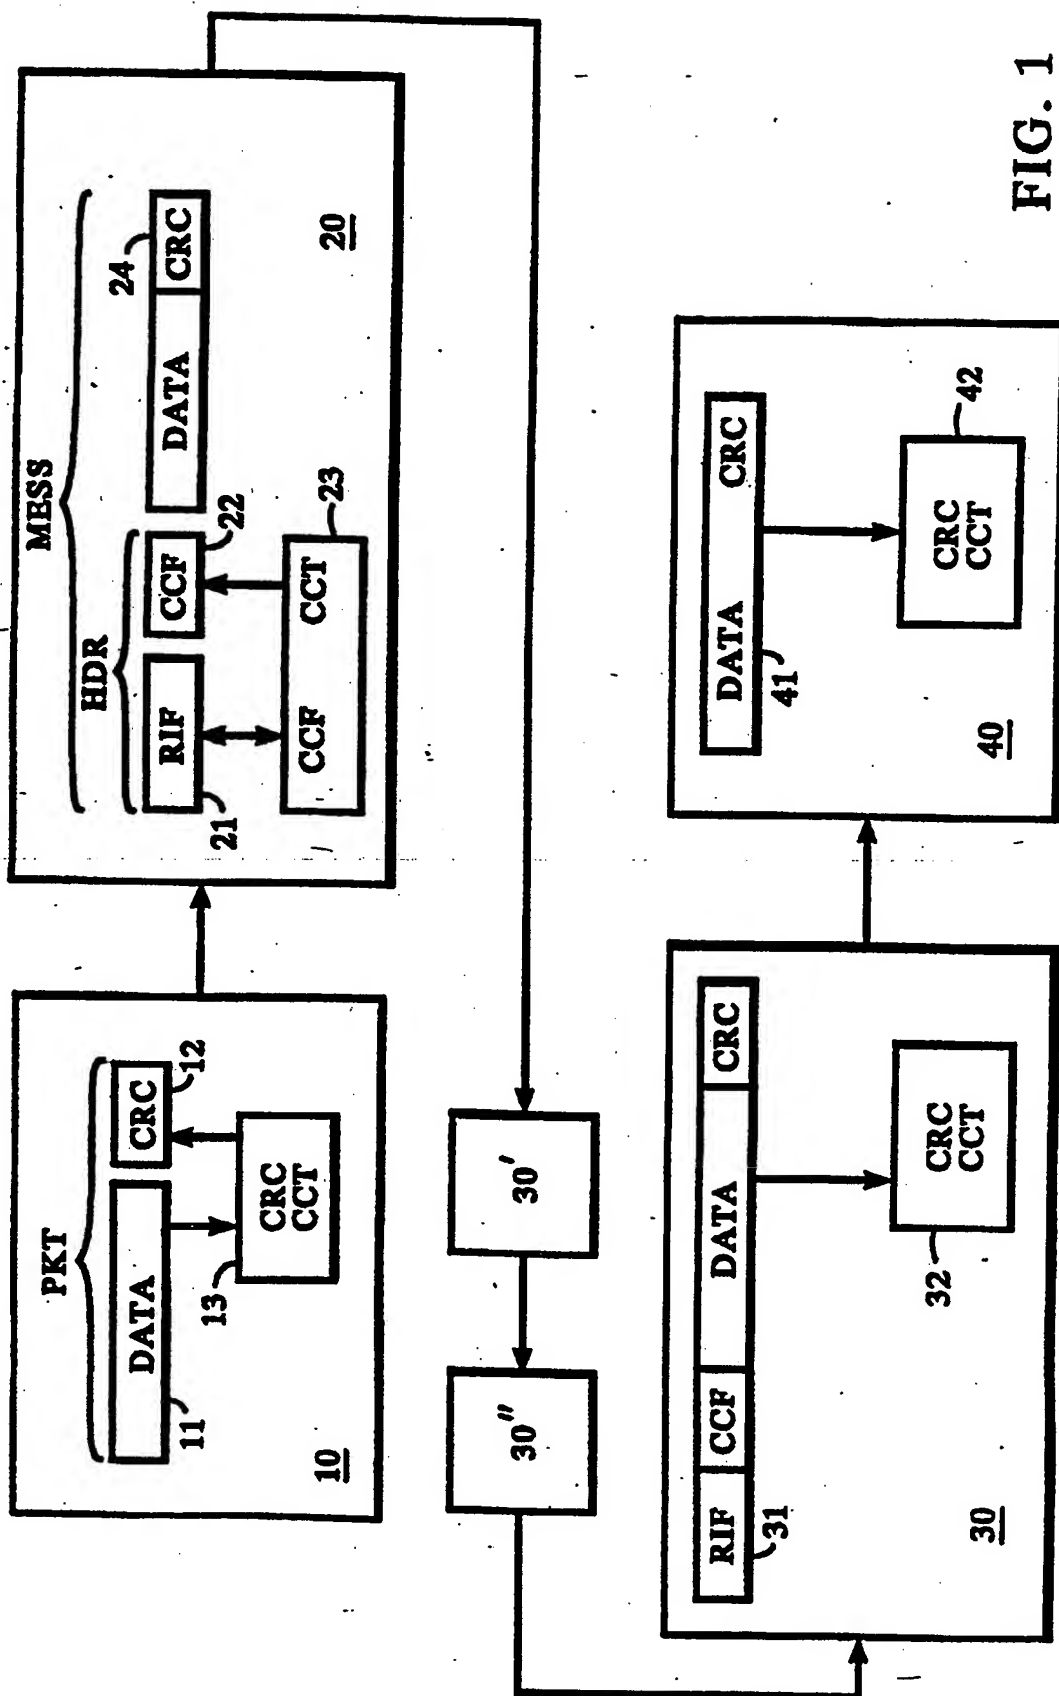 PKT
DATA
CRC
11
12
13
CRC
CCT
10
MESS
HDR
RIF
CCF
DATA
CRC
21
22
24
CCF CCT
23
20
30'
30"
RIF CCF DATA CRC
31
CRC
CCT
32
30
DATA CRC
41
CRC
CCT
42
40
FIG. 1